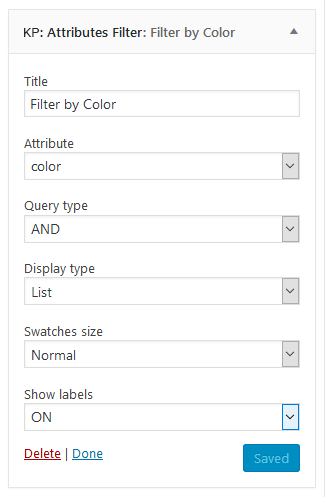 KP: Attributes Filter: Filter by Color
Title
Filter by Color
Attribute
color
Query type
AND
Display type
List
Swatches size
Normal
Show labels
ON
Delete | Done
Saved